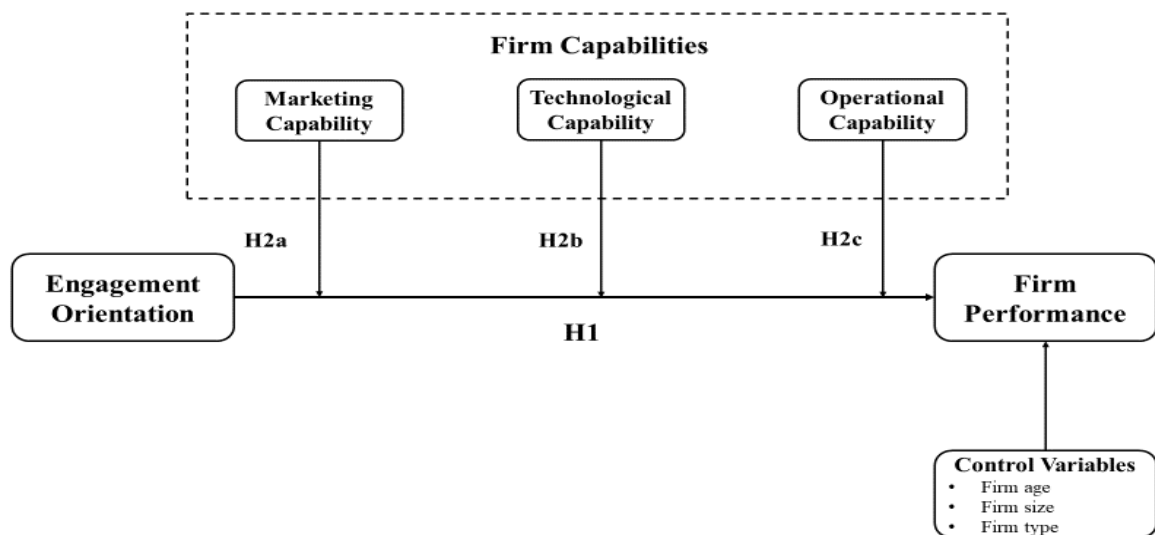 Firm Capabilities
Marketing
Capability
Technological
Capability
Operational
Capability
H2a
H2b
H2c
Engagement
Orientation
Firm
Performance
H1
Control Variables
• Firm age
• Firm size
• Firm type